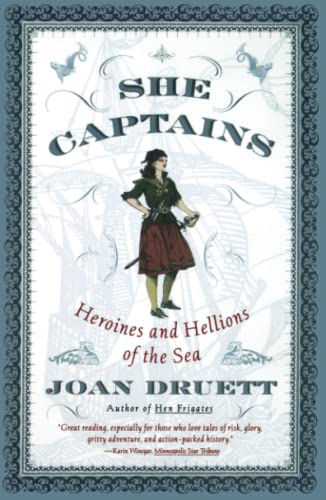 SHE
CAPTAINS
Heroines and Hellions
of the Sea
JOAN DRUETT
Author of Hen Frigates
"Great reading, especially for those who love tales of risk, glory,
gritty adventure, and action-packed history."
—Karin Winegar, Minneapolis Star Tribune